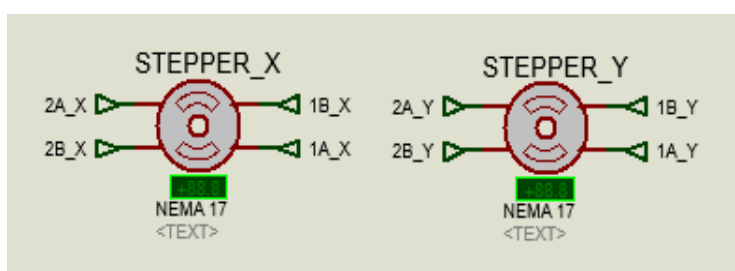 STEPPER_X STEPPER_Y
2A_X 1B_X 2A_Y 1B_Y
2B_X 1A_X 2B_Y 1A_Y
+88.8 +88.8
NEMA 17 NEMA 17
<TEXT> <TEXT>